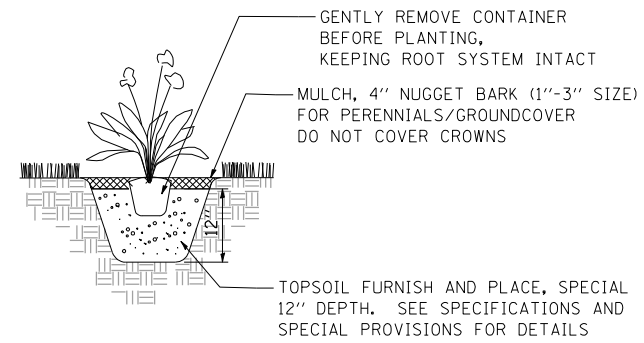 GENTLY REMOVE CONTAINER
BEFORE PLANTING,
KEEPING ROOT SYSTEM INTACT
MULCH, 4" NUGGET BARK (1"-3" SIZE)
FOR PERENNIALS/GROUNDCOVER
DO NOT COVER CROWNS
12"
TOPSOIL FURNISH AND PLACE, SPECIAL
12" DEPTH. SEE SPECIFICATIONS AND
SPECIAL PROVISIONS FOR DETAILS